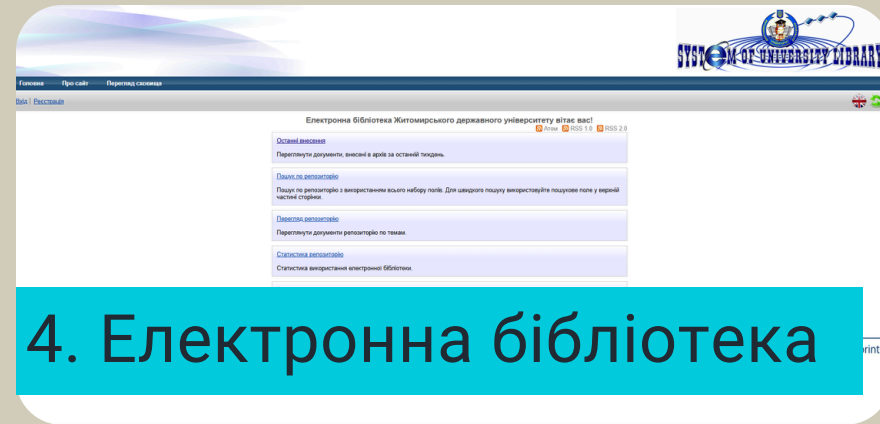 SYSTEM OF UNIVERSITY LIBRARY
Головна Про сайт Перегляд сховища
Вхід | Реєстрація
Електронна бібліотека Житомирського державного університету вітає вас!
Атом RSS 1.0 RSS 2.0
Останні внесення
Переглянути документи, внесені в архів за останній тиждень.
Пошук по репозиторію
Пошук по репозиторію з використанням всього набору полів. Для швидкого пошуку використовуйте пошукове поле у верхній
частині сторінки.
Перегляд репозиторію
Переглянути документи репозиторію по темам.
Статистика репозиторію
Статистика використання електронної бібліотеки.
4. Електронна бібліотека